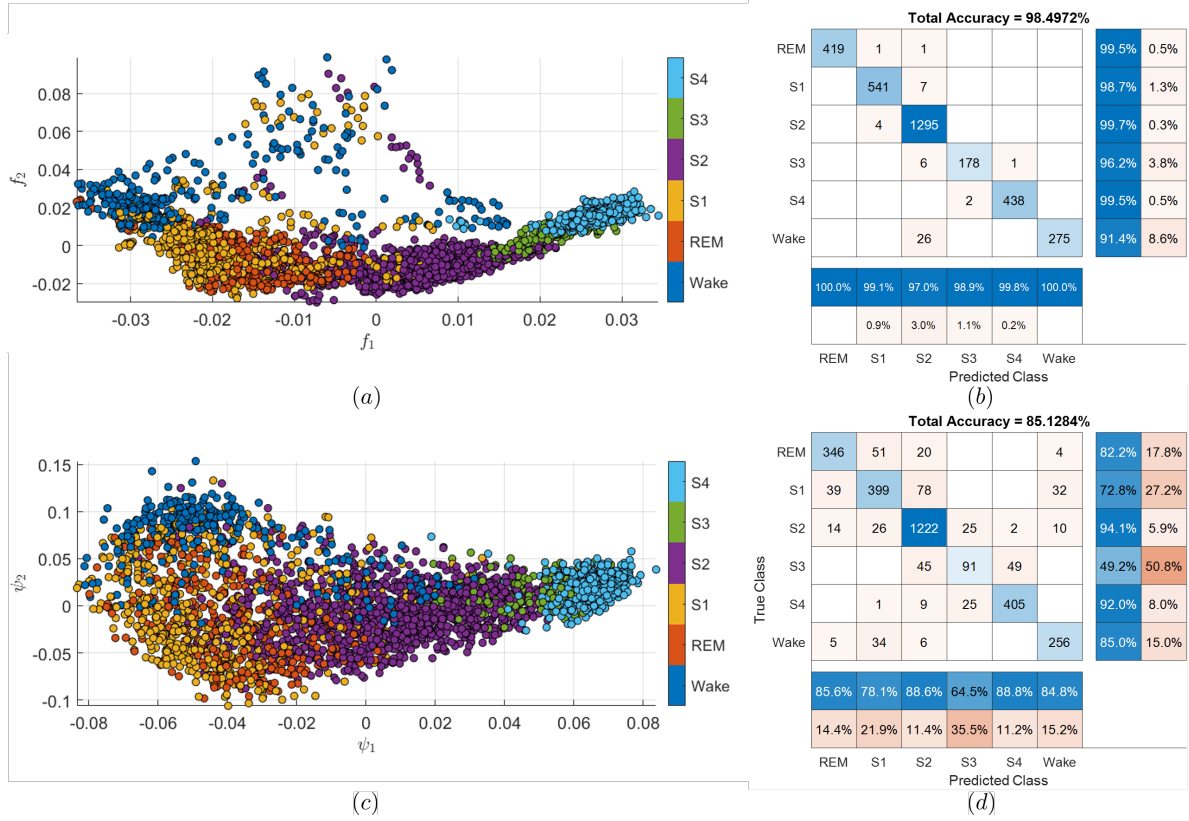 0.08
0.06
0.04
0.02
0
-0.02
f2
-0.03 -0.02 -0.01 0 0.01 0.02 0.03
f1
S4
S3
S2
S1
REM
Wake
(a)
Total Accuracy = 98.4972%
REM 419 1 1 99.5% 0.5%
S1 541 7 98.7% 1.3%
S2 4 1295 99.7% 0.3%
S3 6 178 1 96.2% 3.8%
S4 2 438 99.5% 0.5%
Wake 26 275 91.4% 8.6%
100.0% 99.1% 97.0% 98.9% 99.8% 100.0%
0.9% 3.0% 1.1% 0.2%
REM S1 S2 S3 S4 Wake
Predicted Class
(b)
0.15
0.1
0.05
0
-0.05
-0.1
ψ2
-0.08 -0.06 -0.04 -0.02 0 0.02 0.04 0.06 0.08
ψ1
S4
S3
S2
S1
REM
Wake
(c)
Total Accuracy = 85.1284%
True Class
REM 346 51 20 4 82.2% 17.8%
S1 39 399 78 32 72.8% 27.2%
S2 14 26 1222 25 2 10 94.1% 5.9%
S3 45 91 49 49.2% 50.8%
S4 1 9 25 405 92.0% 8.0%
Wake 5 34 6 256 85.0% 15.0%
85.6% 78.1% 88.6% 64.5% 88.8% 84.8%
14.4% 21.9% 11.4% 35.5% 11.2% 15.2%
REM S1 S2 S3 S4 Wake
Predicted Class
(d)